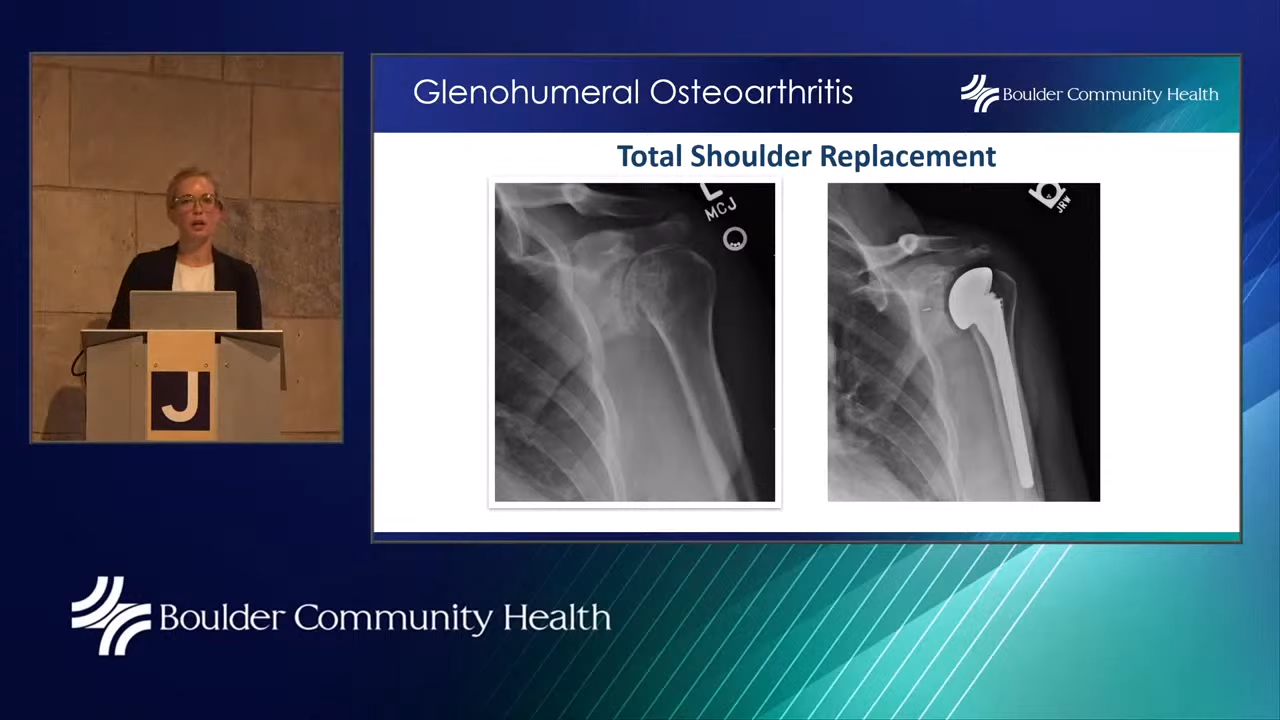 Glenohumeral Osteoarthritis
Boulder Community Health
Total Shoulder Replacement
L
MCJ
JRW
J
Boulder Community Health